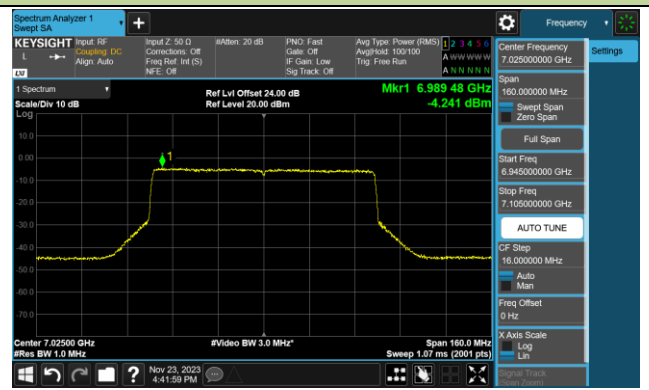 Spectrum Analyzer 1
Swept SA
Frequency
KEYSIGHT
L
LXI
Input: RF
Coupling: DC
Align: Auto
Input Z: 50 Ω
Corrections: Off
Freq Ref: Int (S)
NFE: Off
#Atten: 20 dB
PNO: Fast
Gate: Off
IF Gain: Low
Sig Track: Off
Avg Type: Power (RMS)
Avg|Hold: 100/100
Trig: Free Run
1 2 3 4 5 6
A W W W W W
A N N N N N
1 Spectrum
Scale/Div 10 dB
Log
Ref Lvl Offset 24.00 dB
Ref Level 20.00 dBm
Mkr1 6.989 48 GHz
-4.241 dBm
10.0
0.00
-10.0
-20.0
-30.0
-40.0
-50.0
-60.0
-70.0
1
Center 7.02500 GHz
#Res BW 1.0 MHz
#Video BW 3.0 MHz*
Span 160.0 MHz
Sweep 1.07 ms (2001 pts)
Nov 23, 2023
4:41:59 PM
Center Frequency
7.025000000 GHz
Span
160.000000 MHz
Swept Span
Zero Span
Full Span
Start Freq
6.945000000 GHz
Stop Freq
7.105000000 GHz
AUTO TUNE
CF Step
16.000000 MHz
Auto
Man
Freq Offset
0 Hz
X Axis Scale
Log
Lin
Signal Track
(Span Zoom)
Settings